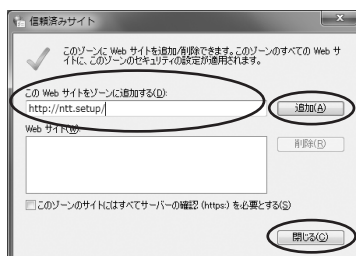 信頼済みサイト
このゾーンに Web サイトを追加/削除できます。このゾーンのすべての Web サ
イトに、このゾーンのセキュリティの設定が適用されます。
この Web サイトをゾーンに追加する(D):
http://ntt.setup/
追加(A)
Web サイト(W):
削除(R)
このゾーンのサイトにはすべてサーバーの確認 (https:) を必要とする(S)
閉じる(C)